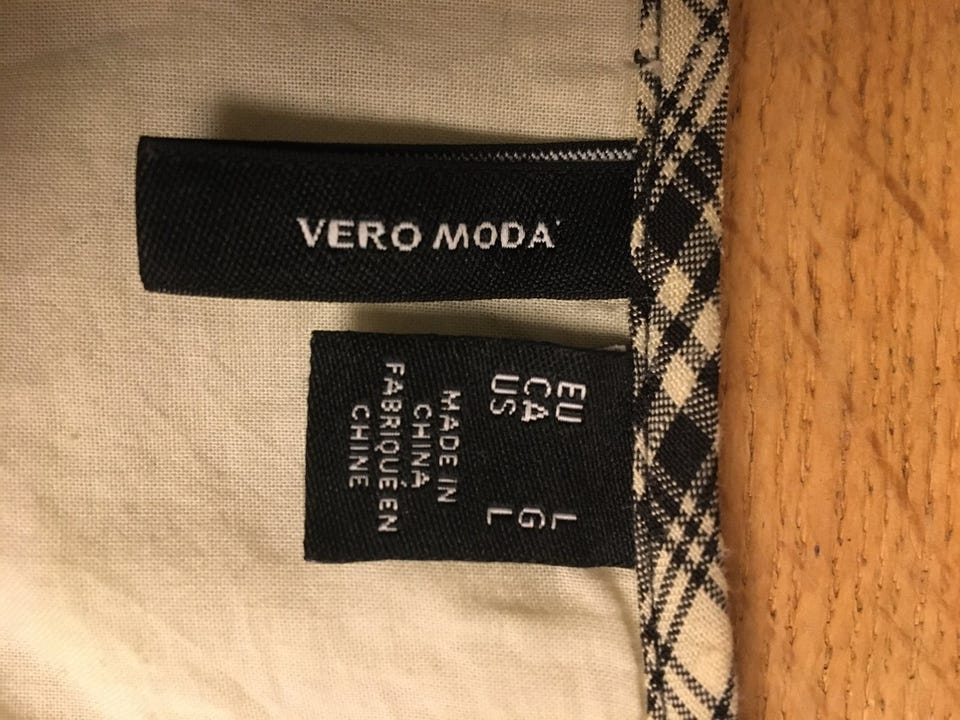 VERO MODA
EU L
CA G
US L
MADE IN
CHINA
FABRIQUÉ EN
CHINE